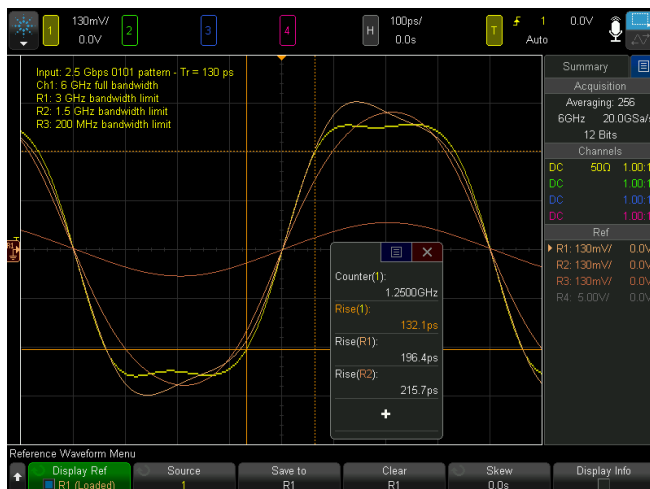 130mV/
0.0V
1
2
3
4
H
100ps/
0.0s
T
1
Auto
0.0V
Input: 2.5 Gbps 0101 pattern - Tr = 130 ps
Ch1: 6 GHz full bandwidth
R1: 3 GHz bandwidth limit
R2: 1.5 GHz bandwidth limit
R3: 200 MHz bandwidth limit
Summary
Acquisition
Averaging: 256
6GHz 20.0GSa/s
12 Bits
Channels
DC 50Ω 1.00:1
DC 1.00:1
DC 1.00:1
DC 1.00:1
Ref
R1: 130mV/ 0.0V
R2: 130mV/ 0.0V
R3: 130mV/ 0.0V
R4: 5.00V/ 0.0V
R1
Counter(1):
1.2500GHz
Rise(1):
132.1ps
Rise(R1):
196.4ps
Rise(R2):
215.7ps
Reference Waveform Menu
Display Ref
R1 (Loaded)
Source
1
Save to
R1
Clear
R1
Skew
0.0s
Display Info